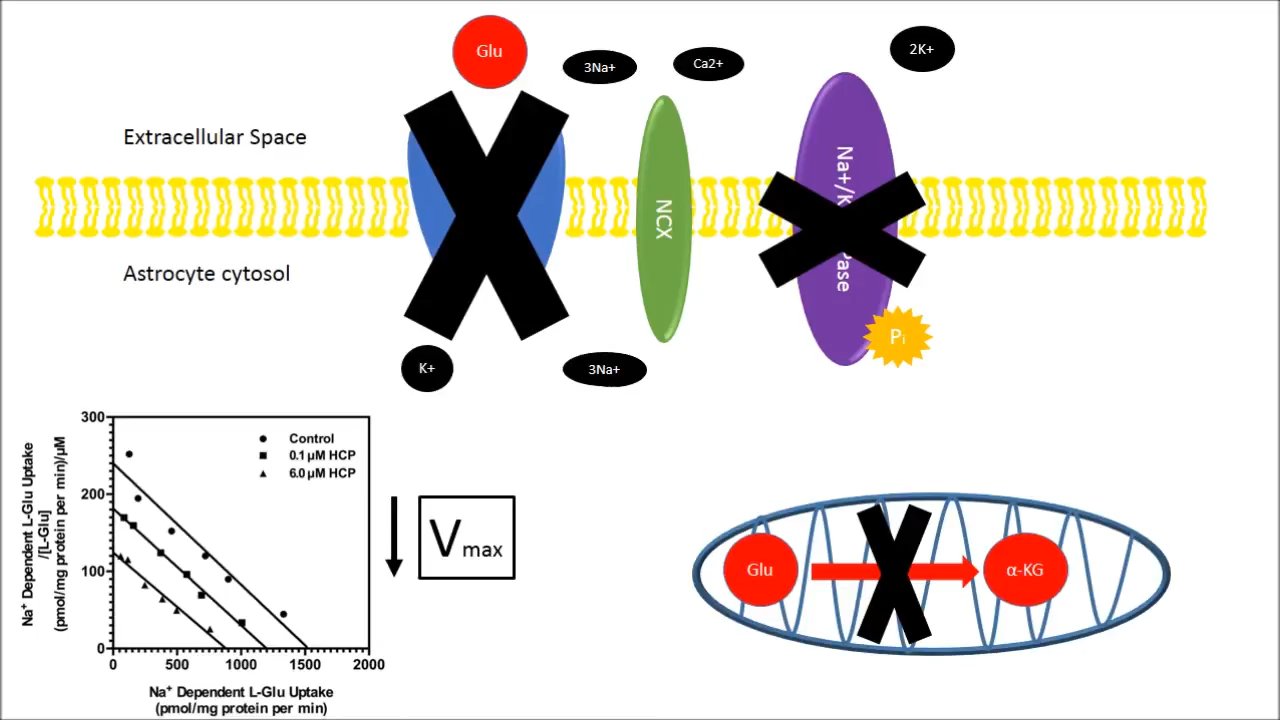 Glu
3Na+
Ca2+
2K+
Extracellular Space
Astrocyte cytosol
NCX
Na+/K
Pase
Pi
K+
3Na+
300
200
100
0
0
500
1000
1500
2000
Control
0.1 µM HCP
6.0 µM HCP
Na+ Dependent L-Glu Uptake
/[L-Glu]
(pmol/mg protein per min)/µM
Na+ Dependent L-Glu Uptake
(pmol/mg protein per min)
Vmax
Glu
α-KG